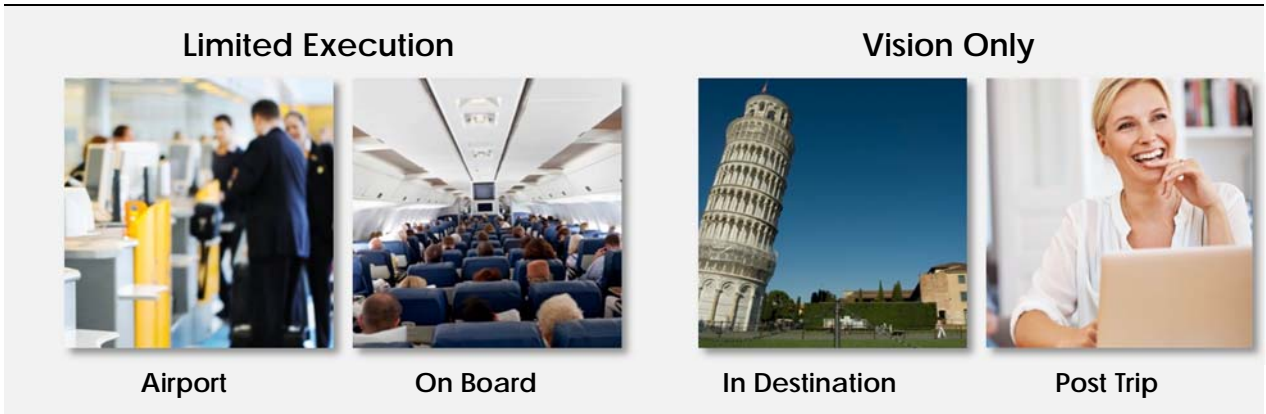 Limited Execution
Vision Only
Airport
On Board
In Destination
Post Trip